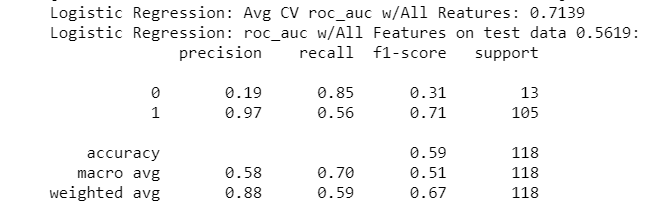 Logistic Regression: Avg CV roc_auc w/All Reatures: 0.7139
Logistic Regression: roc_auc w/All Features on test data 0.5619:
precision recall f1-score support
0 0.19 0.85 0.31 13
1 0.97 0.56 0.71 105
accuracy 0.59 118
macro avg 0.58 0.70 0.51 118
weighted avg 0.88 0.59 0.67 118